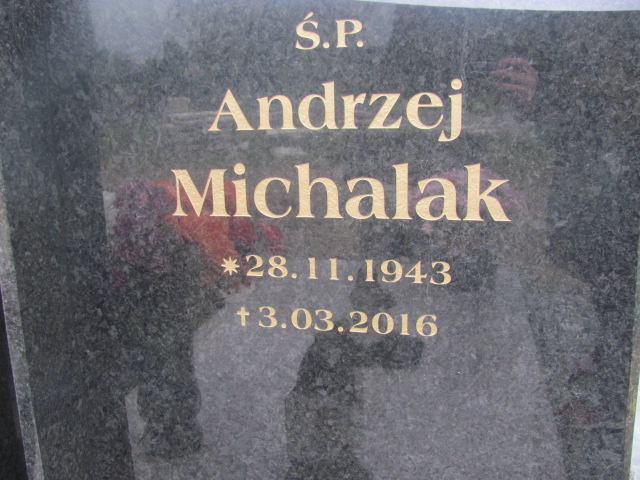 Ś.P.
Andrzej
Michalak
*28.11.1943
†3.03.2016